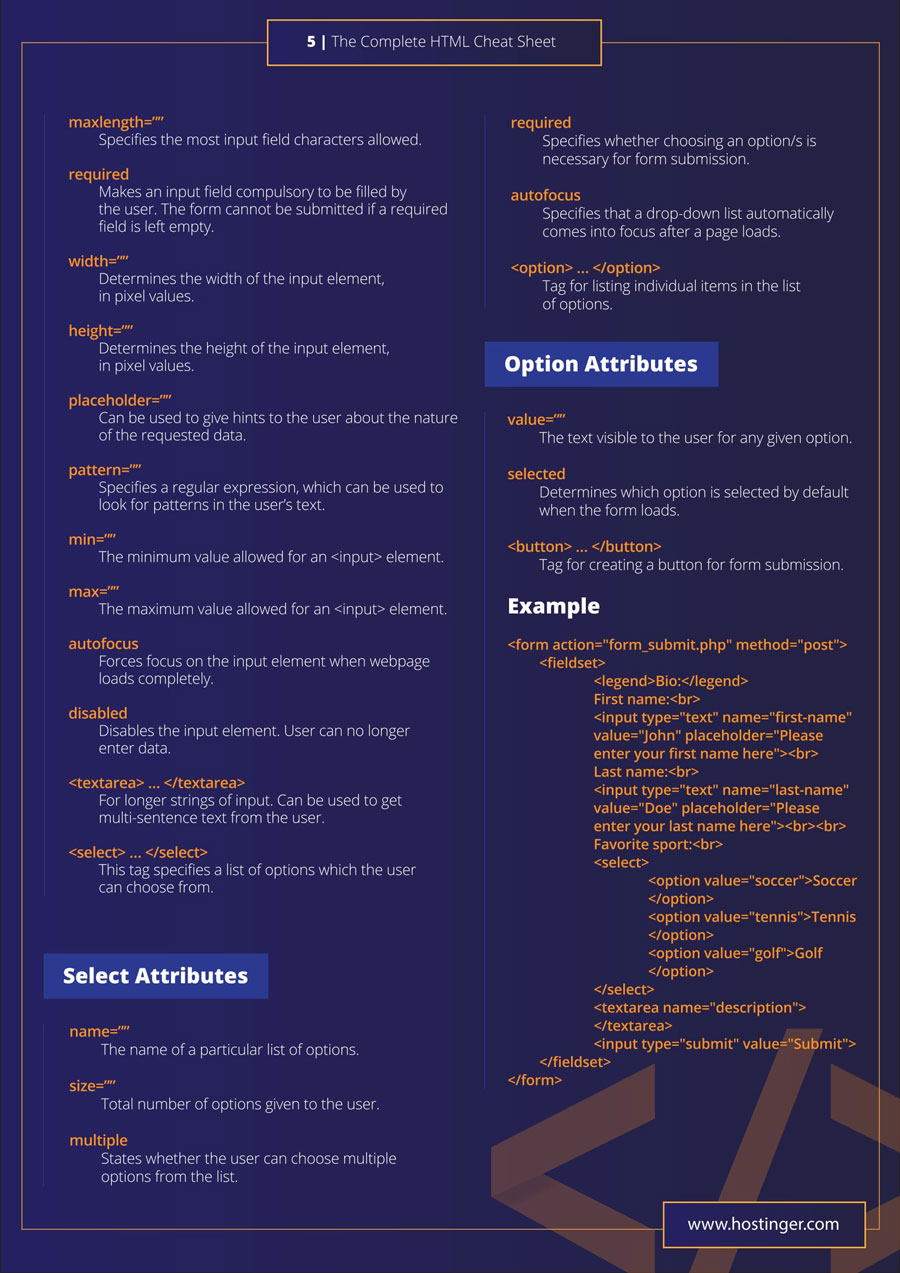 5 | The Complete HTML Cheat Sheet
maxlength=””
Specifies the most input field characters allowed.
required
Makes an input field compulsory to be filled by
the user. The form cannot be submitted if a required
field is left empty.
width=””
Determines the width of the input element,
in pixel values.
height=””
Determines the height of the input element,
in pixel values.
placeholder=””
Can be used to give hints to the user about the nature
of the requested data.
pattern=””
Specifies a regular expression, which can be used to
look for patterns in the user’s text.
min=””
The minimum value allowed for an <input> element.
max=””
The maximum value allowed for an <input> element.
autofocus
Forces focus on the input element when webpage
loads completely.
disabled
Disables the input element. User can no longer
enter data.
<textarea> ... </textarea>
For longer strings of input. Can be used to get
multi-sentence text from the user.
<select> ... </select>
This tag specifies a list of options which the user
can choose from.
Select Attributes
name=””
The name of a particular list of options.
size=””
Total number of options given to the user.
multiple
States whether the user can choose multiple
options from the list.
required
Specifies whether choosing an option/s is
necessary for form submission.
autofocus
Specifies that a drop-down list automatically
comes into focus after a page loads.
<option> ... </option>
Tag for listing individual items in the list
of options.
Option Attributes
value=””
The text visible to the user for any given option.
selected
Determines which option is selected by default
when the form loads.
<button> ... </button>
Tag for creating a button for form submission.
Example
<form action="form_submit.php" method="post”>
<fieldset>
<legend>Bio:</legend>
First name:<br>
<input type="text" name="first-name"
value="John" placeholder="Please
enter your first name here"><br>
Last name:<br>
<input type="text" name="last-name"
value="Doe" placeholder="Please
enter your last name here"><br><br>
Favorite sport:<br>
<select>
<option value="soccer">Soccer
</option>
<option value="tennis">Tennis
</option>
<option value="golf">Golf
</option>
</select>
<textarea name="description">
</textarea>
<input type="submit" value="Submit">
</fieldset>
</form>
www.hostinger.com